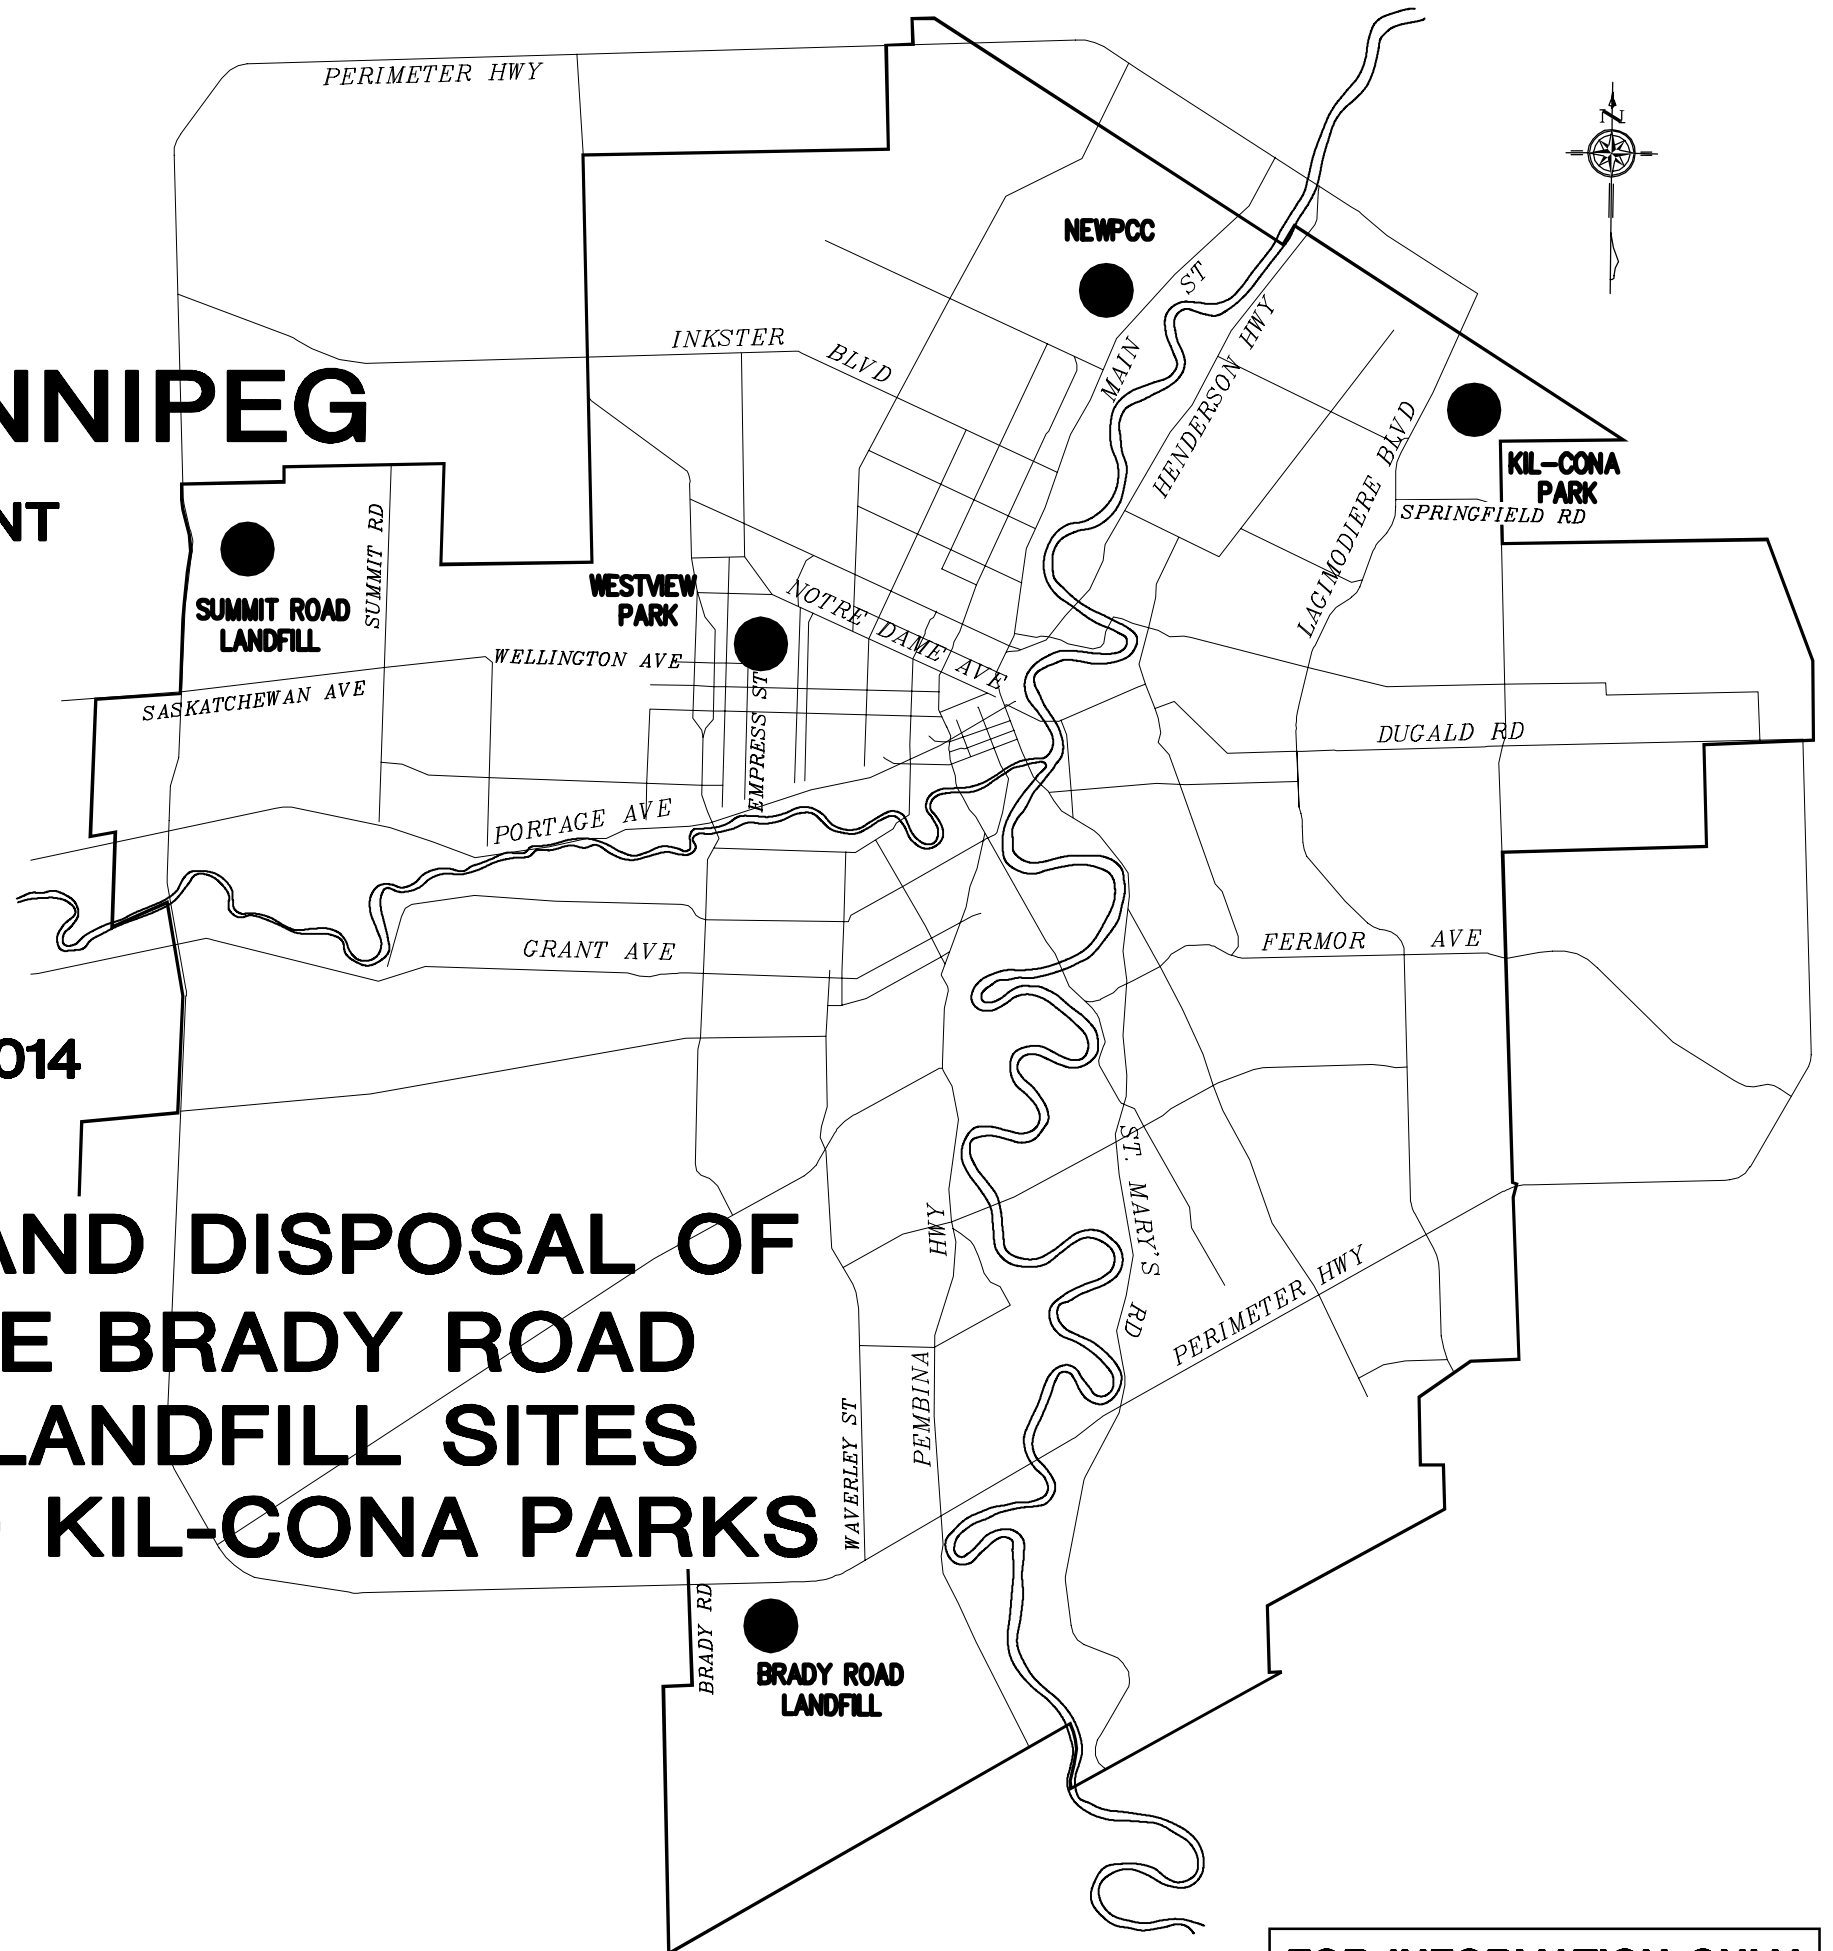 PERIMETER HWY
N
NEWPCC
MAIN ST
HENDERSON HWY
INKSTER BLVD
NNIPEG
LAGIMODIERE BLVD
KIL-CONA
PARK
SPRINGFIELD RD
NT
SUMMIT RD
SUMMIT ROAD
LANDFILL
WESTVIEW
PARK
NOTRE DAME AVE
WELLINGTON AVE
SASKATCHEWAN AVE
EMPRESS ST
DUGALD RD
PORTAGE AVE
GRANT AVE
FERMOR AVE
014
ST. MARY'S RD
AND DISPOSAL OF
E BRADY ROAD
LANDFILL SITES
KIL-CONA PARKS
PEMBINA HWY
PERIMETER HWY
WAVERLEY ST
BRADY RD
BRADY ROAD
LANDFILL
FOR INFORMATION ONLY